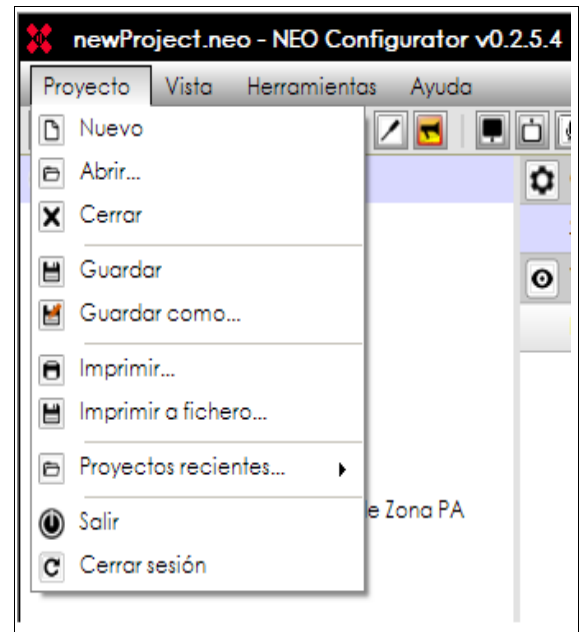 newProject.neo - NEO Configurator v0.2.5.4
Proyecto Vista Herramientas Ayuda
Nuevo
Abrir...
Cerrar
Guardar
Guardar como...
Imprimir...
Imprimir a fichero...
Proyectos recientes...
e Zona PA
Salir
Cerrar sesión